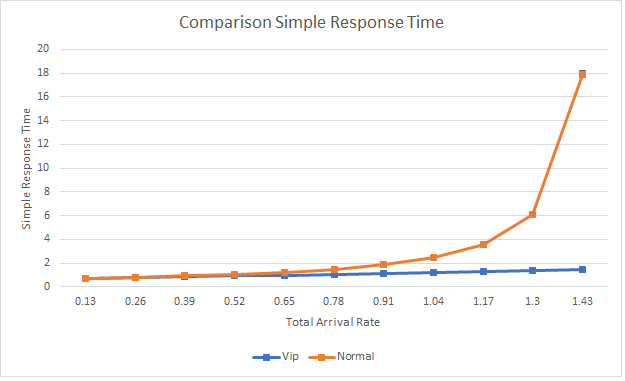 Comparison Simple Response Time
20
18
16
14
12
10
8
6
4
2
0
Simple Response Time
0.13 0.26 0.39 0.52 0.65 0.78 0.91 1.04 1.17 1.3 1.43
Total Arrival Rate
Vip Normal